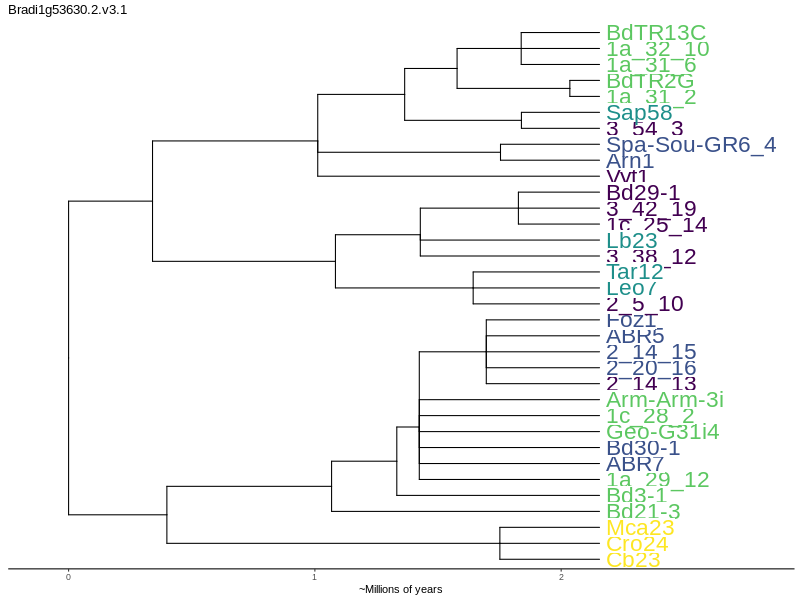 Bradi1g53630.2.v3.1
BdTR13C
1a_32_10
1a_31_6
BdTR2G
1a_31_2
Sap58
3_54_3
Spa-Sou-GR6_4
Arn1
Vyt1
Bd29-1
3_42_19
1c_25_14
Lb23
3_38_12
Tar12
Leo7
2_5_10
Foz1
ABR5
2_14_15
2_20_16
2_14_13
Arm-Arm-3i
1c_28_2
Geo-G31i4
Bd30-1
ABR7
1a_29_12
Bd3-1
Bd21-3
Mca23
Cro24
Cb23
0 1 2
~Millions of years